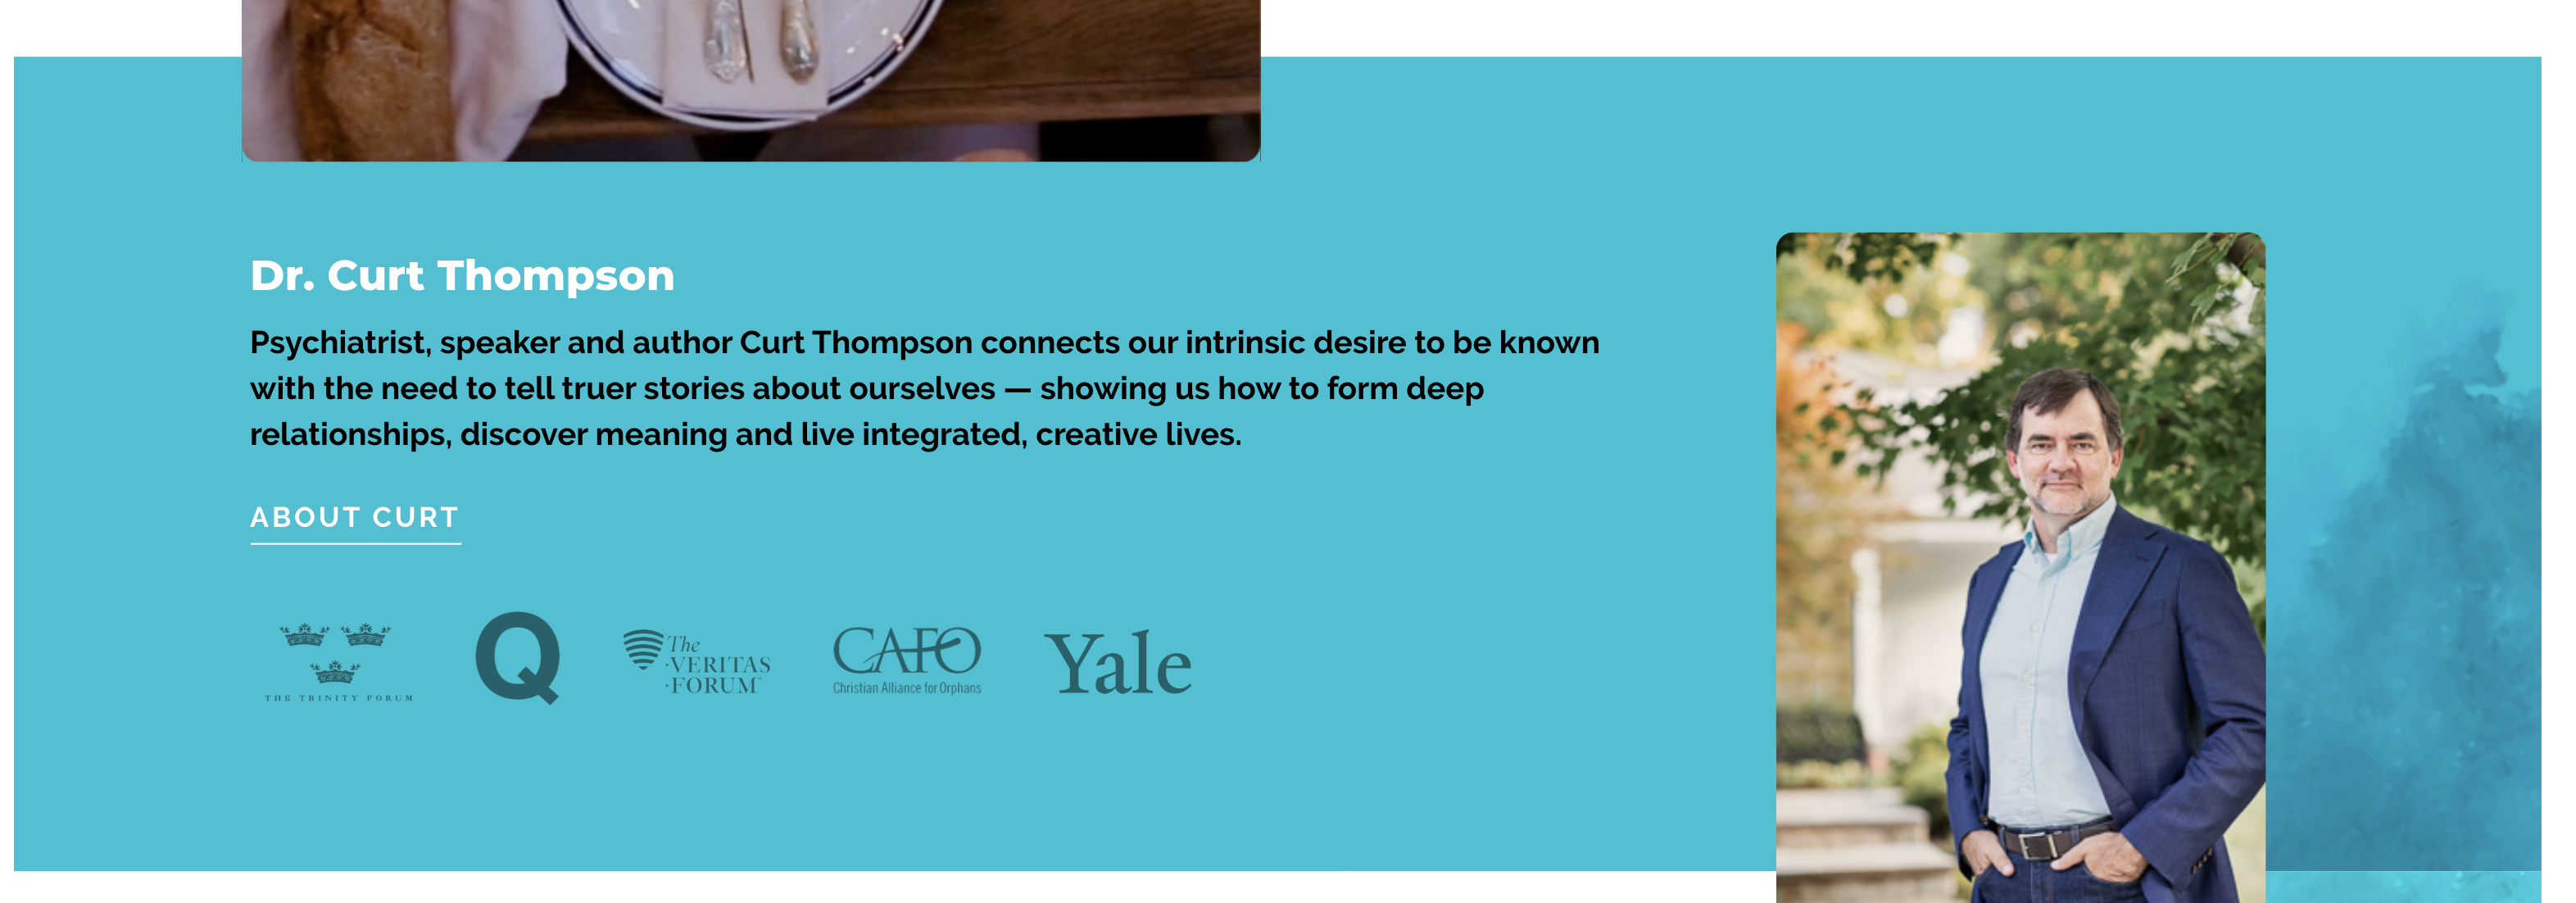 Dr. Curt Thompson
Psychiatrist, speaker and author Curt Thompson connects our intrinsic desire to be known
with the need to tell truer stories about ourselves — showing us how to form deep
relationships, discover meaning and live integrated, creative lives.
ABOUT CURT
THE TRINITY FORUM
Q
The
·VERITAS
·FORUM™
CAFO
Christian Alliance for Orphans
Yale